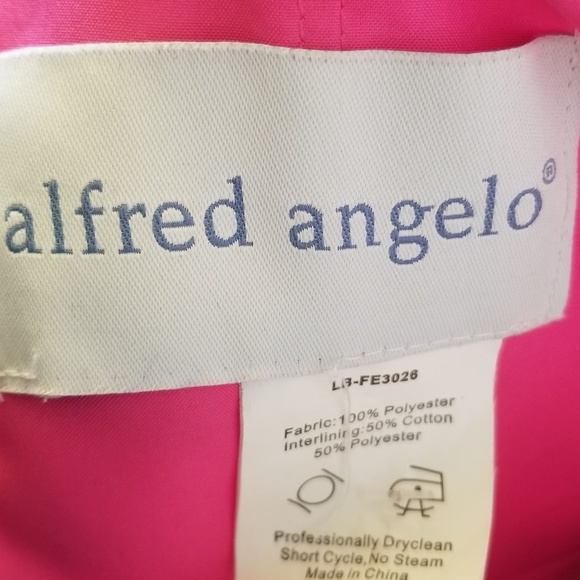 alfred angelo®
LB-FE3026
Fabric:100% Polyester
Interlining:50% Cotton
50% Polyester
Professionally Dryclean
Short Cycle, No Steam
Made in China